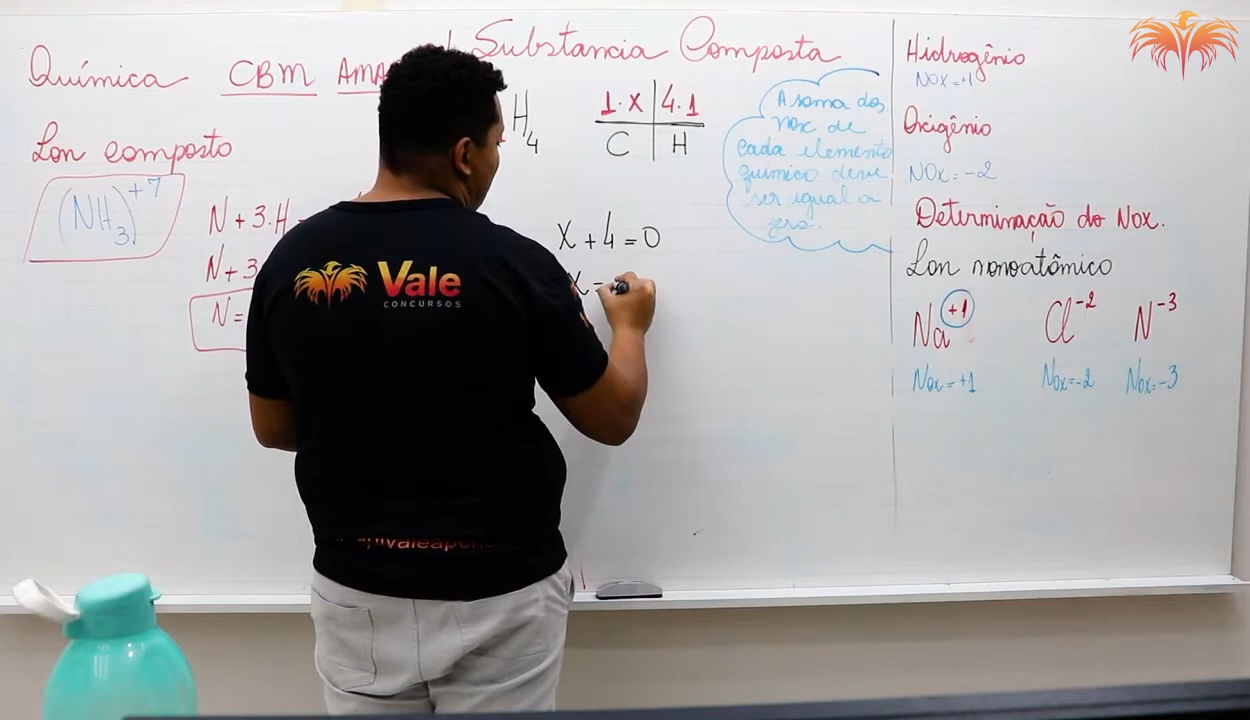 Química CBM AMA
Íon composto
(NH₃)⁺⁷
N + 3.H
N + 3
N =
Substancia Composta
H₄
1.X 4.1
C H
X + 4 = 0
X -
A soma dos
nox de
cada elemento
químico deve
ser igual a
zero.
Hidrogênio
NOX = +1
Oxigênio
NOx = -2
Determinação do Nox.
Íon monoatômico
Na⁺¹ Cl⁻² N⁻³
Nox = +1 Nox = -2 Nox = -3
Vale
CONCURSOS